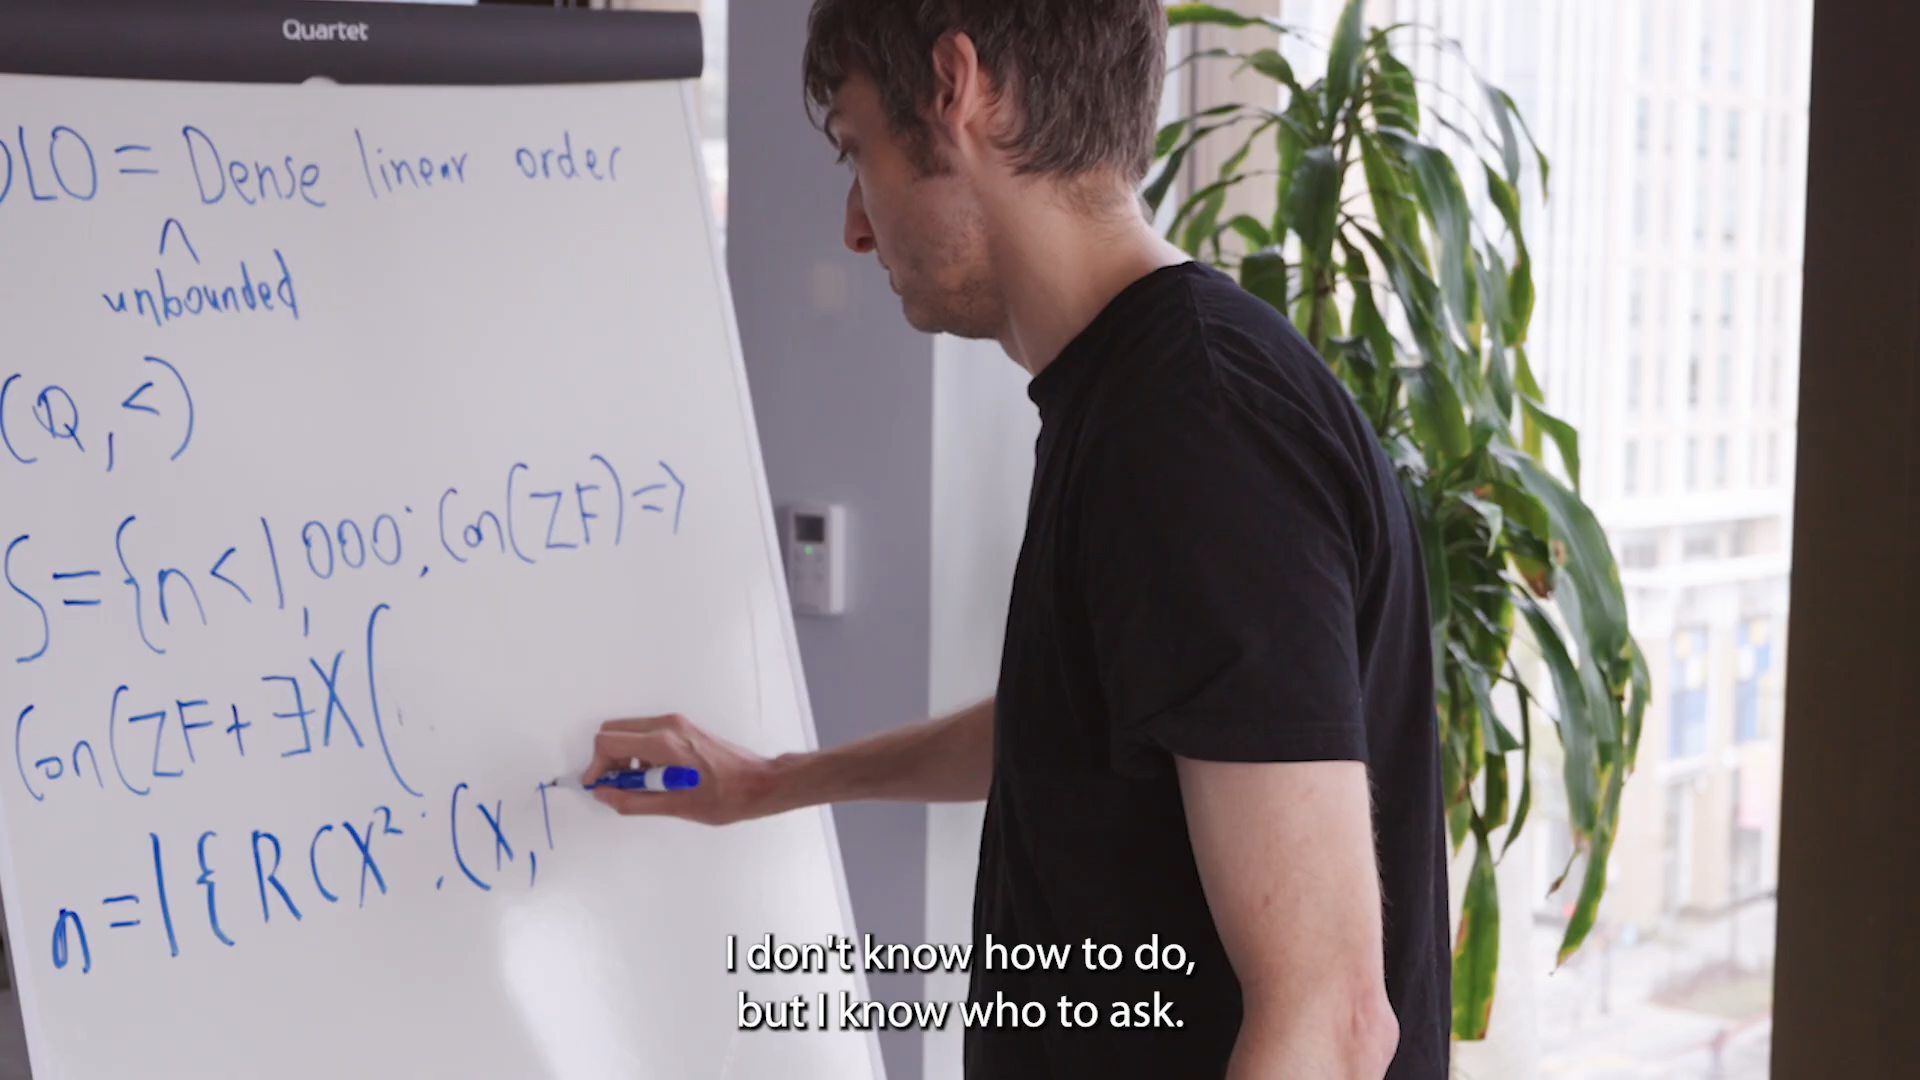 Quartet
DLO = Dense linear order
^
unbounded
(Q, <)
S = {n < 1,000 : Con(ZF) =>
Con(ZF + ∃X (
n = |{R ⊂ X² : (X,
I don't know how to do,
but I know who to ask.